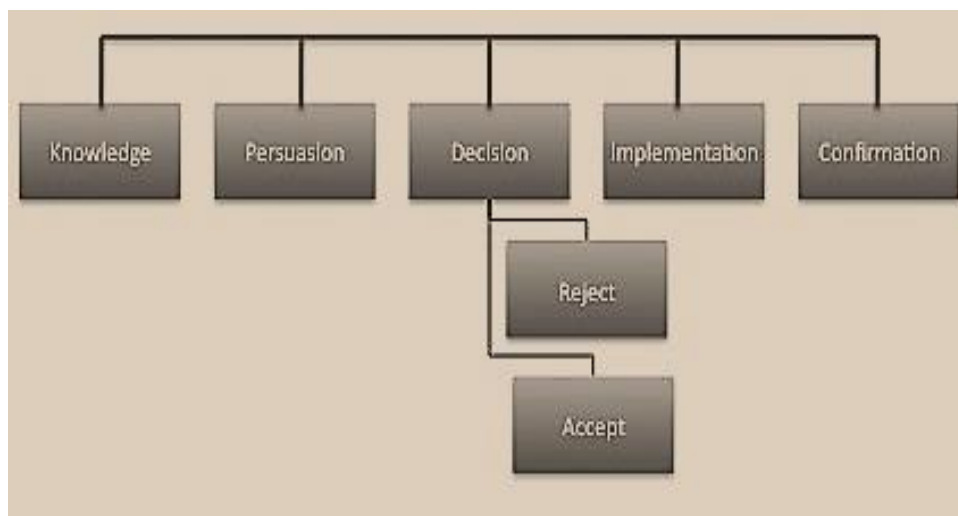 Knowledge
Persuasion
Decision
Implementation
Confirmation
Reject
Accept